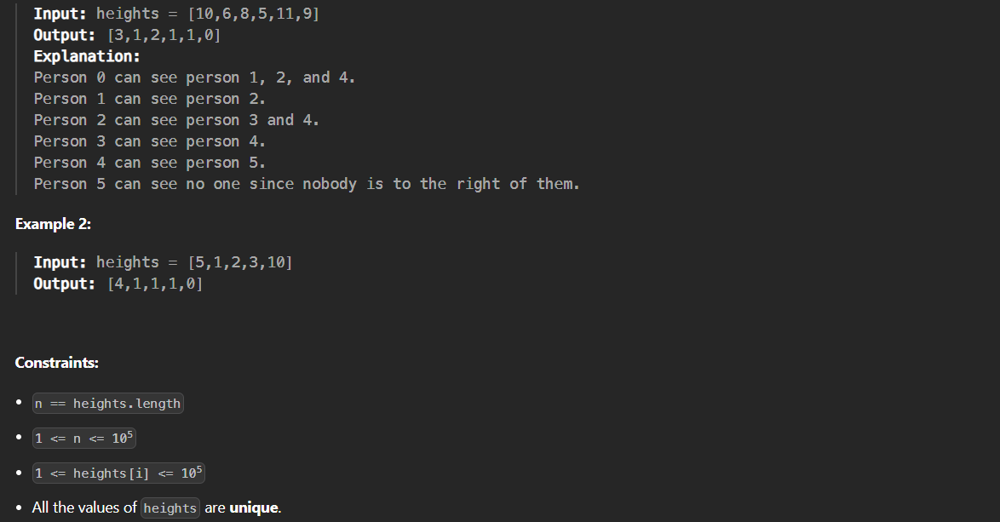 Input: heights = [10,6,8,5,11,9]
Output: [3,1,2,1,1,0]
Explanation:
Person 0 can see person 1, 2, and 4.
Person 1 can see person 2.
Person 2 can see person 3 and 4.
Person 3 can see person 4.
Person 4 can see person 5.
Person 5 can see no one since nobody is to the right of them.
Example 2:
Input: heights = [5,1,2,3,10]
Output: [4,1,1,1,0]
Constraints:
• n == heights.length
• 1 <= n <= 10⁵
• 1 <= heights[i] <= 10⁵
• All the values of heights are unique.